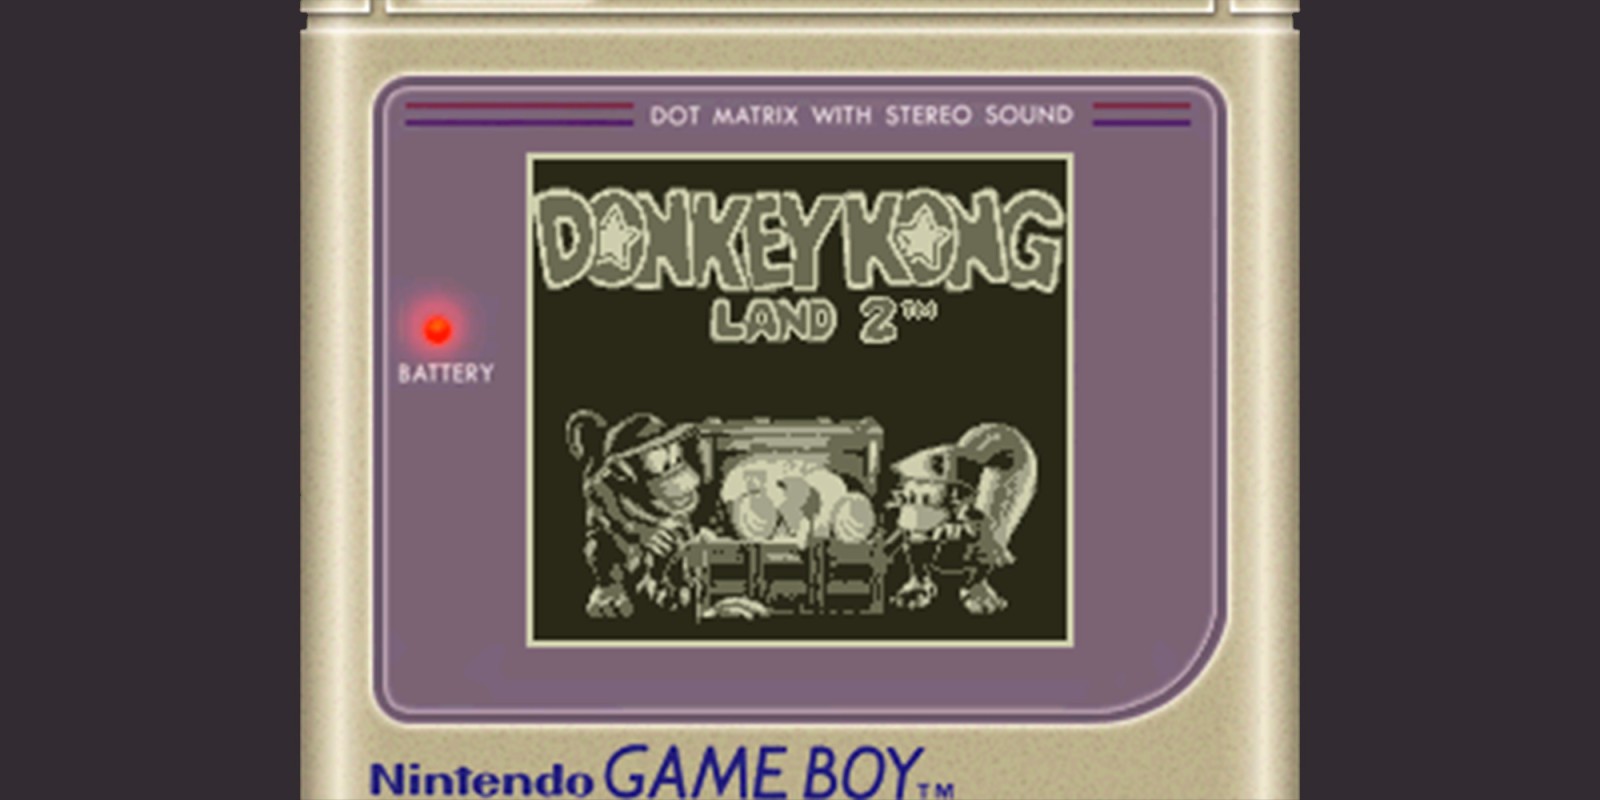 DOT MATRIX WITH STEREO SOUND
DONKEY KONG
LAND 2™
BATTERY
Nintendo GAME BOY™